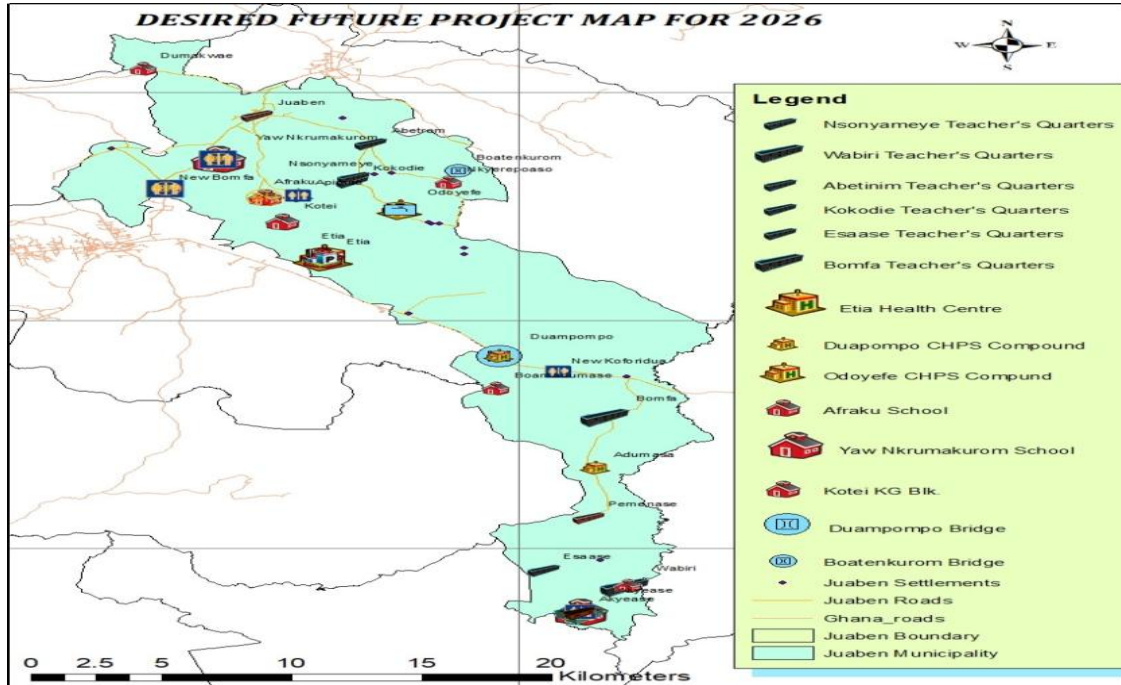 DESIRED FUTURE PROJECT MAP FOR 2026
N
W E
S
Dumakwae
Juaben
Yaw Nkrumakurom
Abetnm
Nsonyameye
Kokodie
Boatenkurom
Nkyerepoaso
New Bomfa
Afraku
Odoyefe
Kotei
Etia
Etia
Duampompo
New Koforidua
Bomfa
Adumasa
Pemenase
Esaase
Wabiri
Akyease
0 2.5 5 10 15 20
Kilometers
Legend
Nsonyameye Teacher's Quarters
Wabiri Teacher's Quarters
Abetinim Teacher's Quarters
Kokodie Teacher's Quarters
Esaase Teacher's Quarters
Bomfa Teacher's Quarters
Etia Health Centre
Duapompo CHPS Compound
Odoyefe CHPS Compund
Afraku School
Yaw Nkrumakurom School
Kotei KG Blk.
Duampompo Bridge
Boatenkurom Bridge
Juaben Settlements
Juaben Roads
Ghana_roads
Juaben Boundary
Juaben Municipality